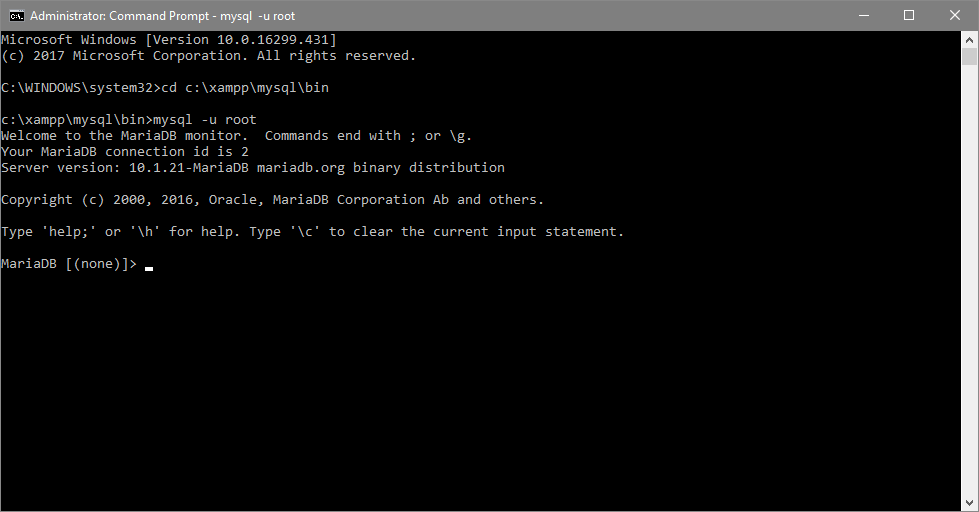 Administrator: Command Prompt - mysql  -u root
Microsoft Windows [Version 10.0.16299.431]
(c) 2017 Microsoft Corporation. All rights reserved.
C:\WINDOWS\system32>cd c:\xampp\mysql\bin
c:\xampp\mysql\bin>mysql -u root
Welcome to the MariaDB monitor.  Commands end with ; or \g.
Your MariaDB connection id is 2
Server version: 10.1.21-MariaDB mariadb.org binary distribution
Copyright (c) 2000, 2016, Oracle, MariaDB Corporation Ab and others.
Type 'help;' or '\h' for help. Type '\c' to clear the current input statement.
MariaDB [(none)]>